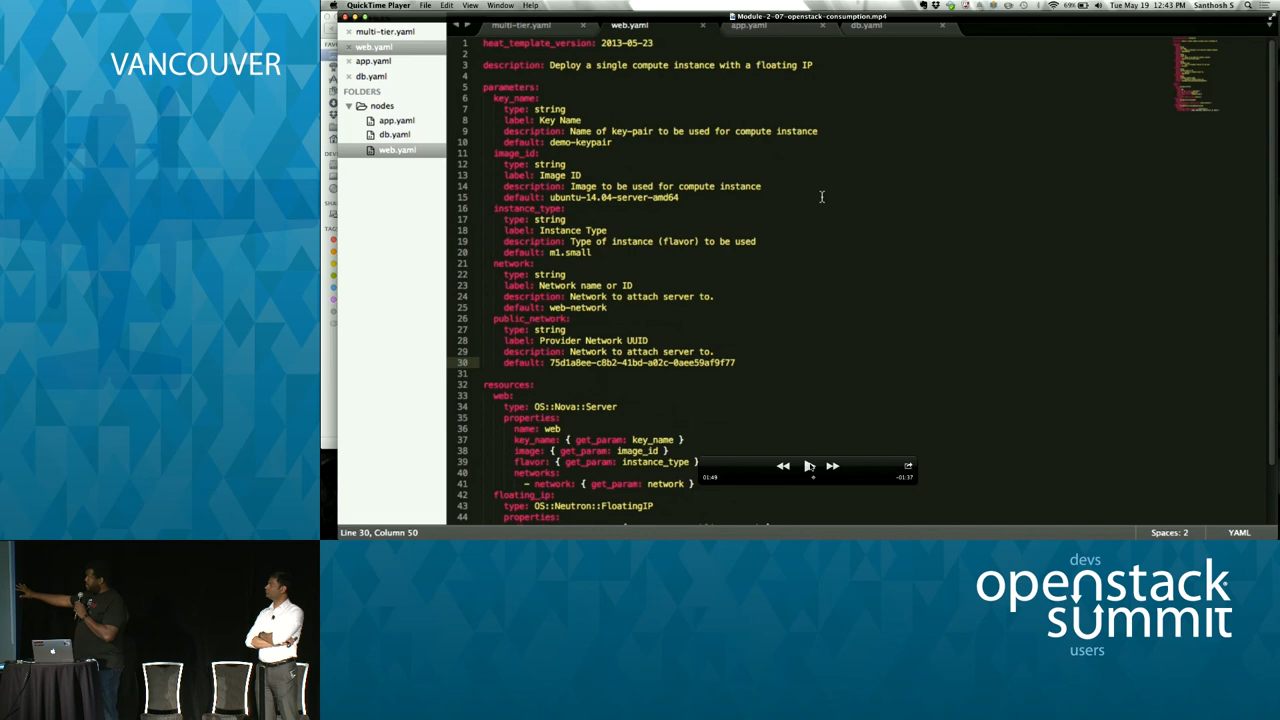 VANCOUVER
QuickTime Player File Edit View Window Help
69% Tue May 19 12:43 PM Santhosh S
Module-2-07-openstack-consumption.mp4
multi-tier.yaml
web.yaml
app.yaml
db.yaml
FOLDERS
nodes
app.yaml
db.yaml
web.yaml
multi-tier.yaml web.yaml app.yaml db.yaml
1 heat_template_version: 2013-05-23
2
3 description: Deploy a single compute instance with a floating IP
4
5 parameters:
6 key_name:
7 type: string
8 label: Key Name
9 description: Name of key-pair to be used for compute instance
10 default: demo-keypair
11 image_id:
12 type: string
13 label: Image ID
14 description: Image to be used for compute instance
15 default: ubuntu-14.04-server-amd64
16 instance_type:
17 type: string
18 label: Instance Type
19 description: Type of instance (flavor) to be used
20 default: m1.small
21 network:
22 type: string
23 label: Network name or ID
24 description: Network to attach server to.
25 default: web-network
26 public_network:
27 type: string
28 label: Provider Network UUID
29 description: Network to attach server to.
30 default: 75d1a8ee-c8b2-41bd-a02c-0aee59af9f77
31
32 resources:
33 web:
34 type: OS::Nova::Server
35 properties:
36 name: web
37 key_name: { get_param: key_name }
38 image: { get_param: image_id }
39 flavor: { get_param: instance_type }
40 networks:
41 - network: { get_param: network }
42 floating_ip:
43 type: OS::Neutron::FloatingIP
44 properties:
01:49 -01:37
Line 30, Column 50 Spaces: 2 YAML
devs
openstack
summit
users